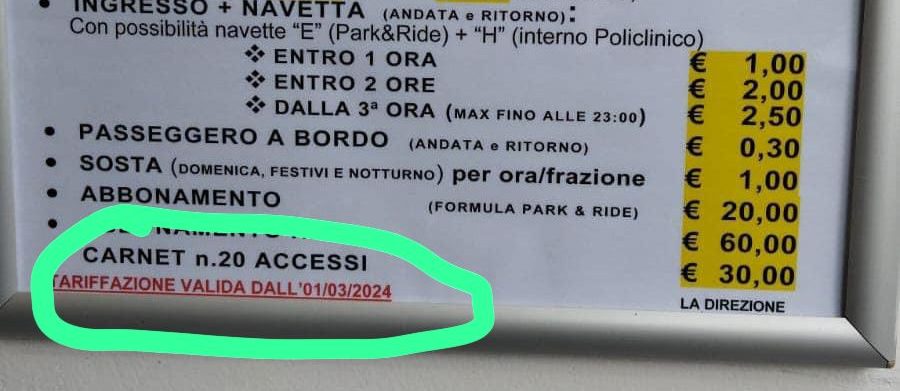 INGRESSO + NAVETTA (ANDATA e RITORNO):
Con possibilità navette “E” (Park&Ride) + “H” (interno Policlinico)
❖ ENTRO 1 ORA € 1,00
❖ ENTRO 2 ORE € 2,00
❖ DALLA 3ª ORA (MAX FINO ALLE 23:00) € 2,50
• PASSEGGERO A BORDO (ANDATA e RITORNO) € 0,30
• SOSTA (DOMENICA, FESTIVI E NOTTURNO) per ora/frazione € 1,00
• ABBONAMENTO (FORMULA PARK & RIDE) € 20,00
• € 60,00
CARNET n.20 ACCESSI € 30,00
TARIFFAZIONE VALIDA DALL'01/03/2024
LA DIREZIONE